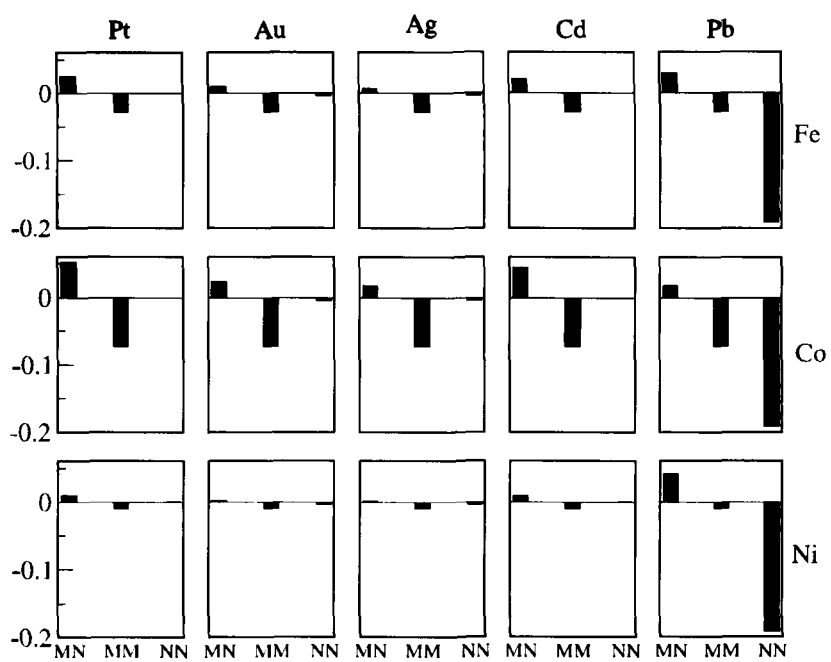 Pt Au Ag Cd Pb
0
-0.1
Fe
-0.2
0
-0.1
Co
-0.2
0
-0.1
Ni
-0.2
MN MM NN MN MM NN MN MM NN MN MM NN MN MM NN